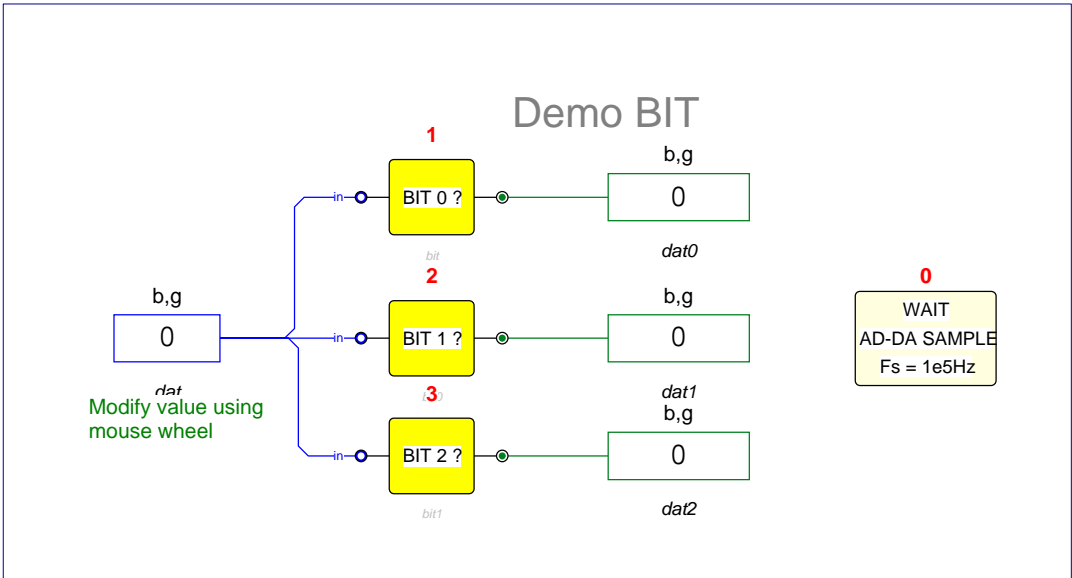 Demo BIT
1
b,g
in
BIT 0 ?
0
bit
dat0
2
0
b,g
b,g
WAIT
0
in
BIT 1 ?
0
AD-DA SAMPLE
Fs = 1e5Hz
dat
3
dat1
Modify value using
mouse wheel
b,g
in
BIT 2 ?
0
bit1
dat2